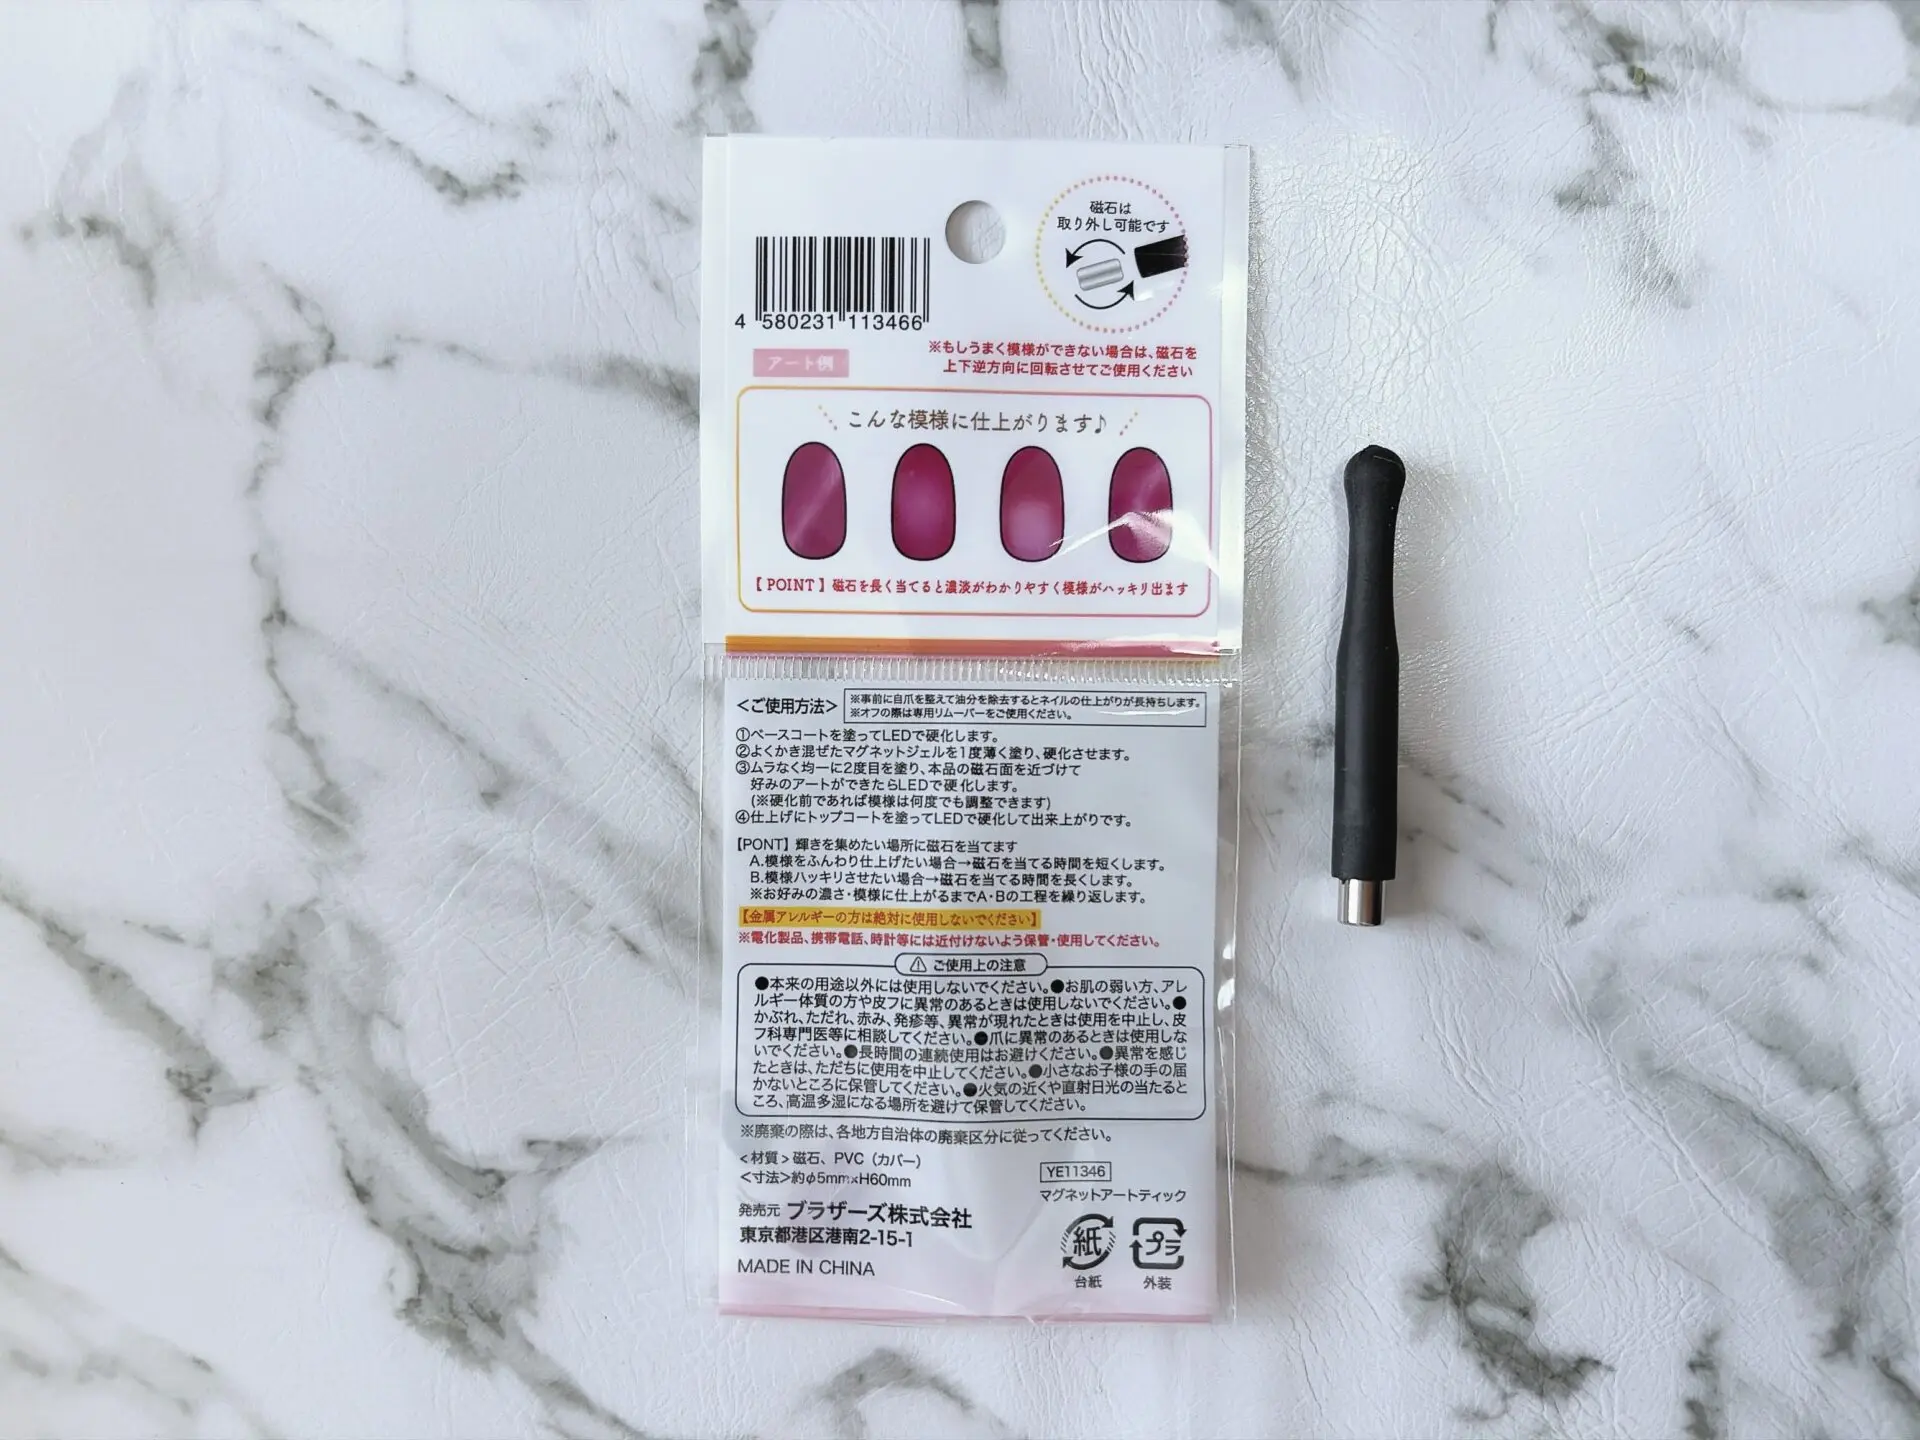 磁石は
取り外し可能です
4 580231 113466
※もしうまく模様ができない場合は、磁石を
上下逆方向に回転させてご使用ください
アート例
こんな模様に仕上がります♪
【POINT】磁石を長く当てると濃淡がわかりやすく模様がハッキリ出ます
<ご使用方法>
※事前に自爪を整えて油分を除去するとネイルの仕上がりが長持ちします。
※オフの際は専用リムーバーをご使用ください。
①ベースコートを塗ってLEDで硬化します。
②よくかき混ぜたマグネットジェルを1度薄く塗り、硬化させます。
③ムラなく均一に2度目を塗り、本品の磁石面を近づけて
好みのアートができたらLEDで硬化します。
(※硬化前であれば模様は何度でも調整できます)
④仕上げにトップコートを塗ってLEDで硬化して出来上がりです。
【PONT】輝きを集めたい場所に磁石を当てます
A.模様をふんわり仕上げたい場合→磁石を当てる時間を短くします。
B.模様ハッキリさせたい場合→磁石を当てる時間を長くします。
※お好みの濃さ・模様に仕上がるまでA・Bの工程を繰り返します。
【金属アレルギーの方は絶対に使用しないでください】
※電化製品、携帯電話、時計等には近付けないよう保管・使用してください。
⚠ ご使用上の注意
●本来の用途以外には使用しないでください。●お肌の弱い方、アレ
ルギー体質の方や皮フに異常のあるときは使用しないでください。●
かぶれ、ただれ、赤み、発疹等、異常が現れたときは使用を中止し、皮
フ科専門医等に相談してください。●爪に異常のあるときは使用しな
いでください。●長時間の連続使用はお避けください。●異常を感じ
たときは、ただちに使用を中止してください。●小さなお子様の手の届
かないところに保管してください。●火気の近くや直射日光の当たると
ころ、高温多湿になる場所を避けて保管してください。
※廃棄の際は、各地方自治体の廃棄区分に従ってください。
<材質>磁石、PVC（カバー）
<寸法>約φ5mm×H60mm
YE11346
マグネットアートティック
発売元 ブラザーズ株式会社
東京都港区港南2-15-1
MADE IN CHINA
紙
台紙
プラ
外装